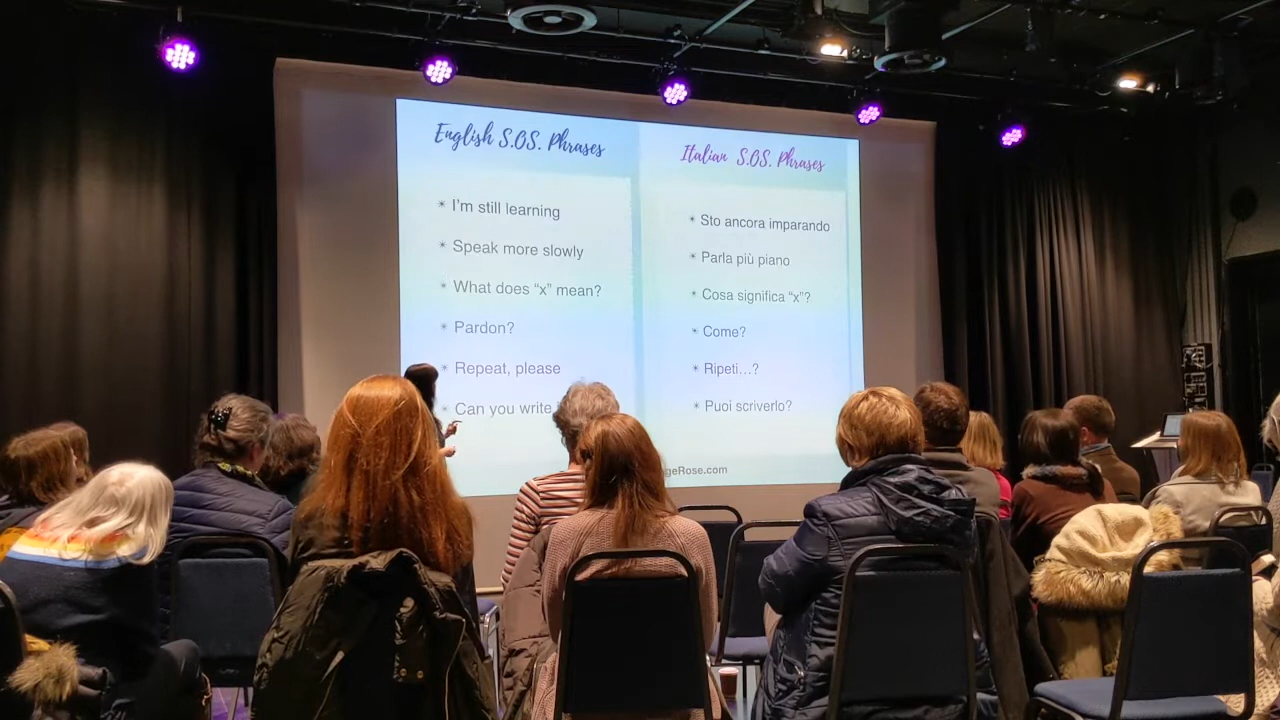 English S.O.S. Phrases
* I'm still learning
* Speak more slowly
* What does "x" mean?
* Pardon?
* Repeat, please
* Can you write
Italian S.O.S. Phrases
* Sto ancora imparando
* Parla più piano
* Cosa significa "x"?
* Come?
* Ripeti...?
* Puoi scriverlo?
geRose.com